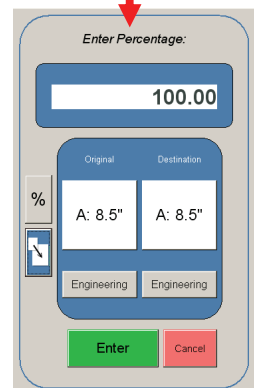 Enter Percentage:
100.00
Original Destination
%
A: 8.5" A: 8.5"
Engineering Engineering
Enter Cancel